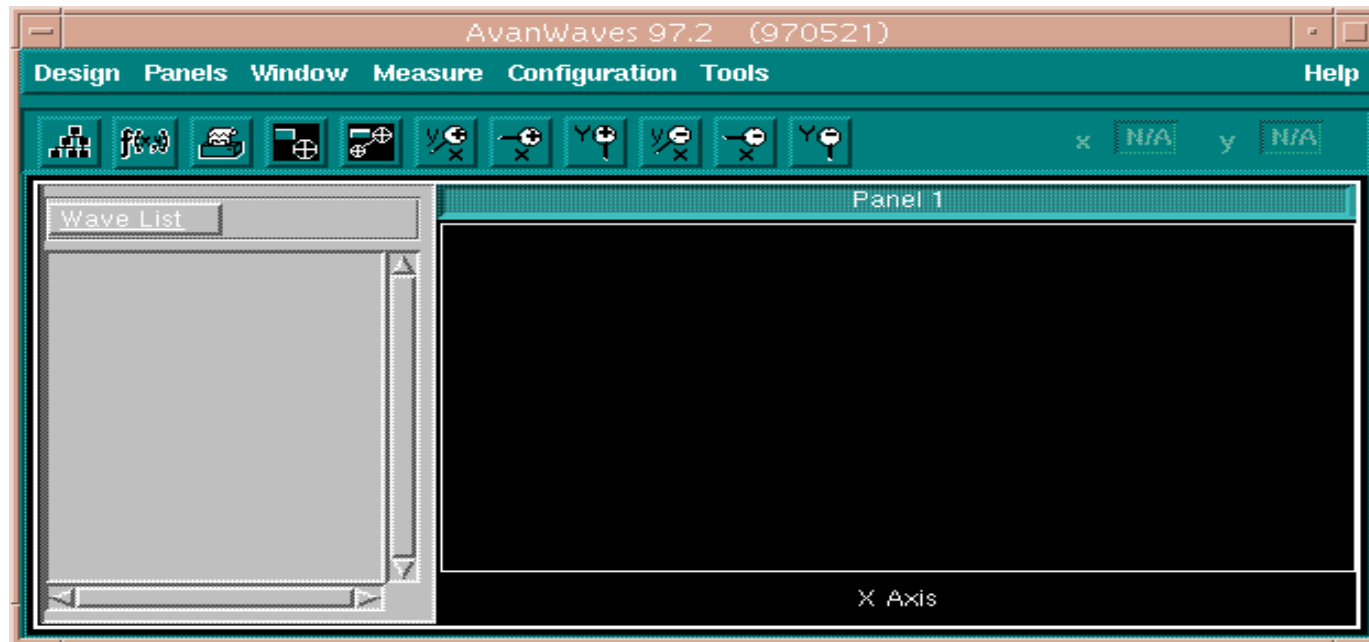 AvanWaves 97.2 (970521)
Design Panels Window Measure Configuration Tools Help
f(x,y) y x x Y y x x Y x N/A y N/A
Wave List
Panel 1
X Axis